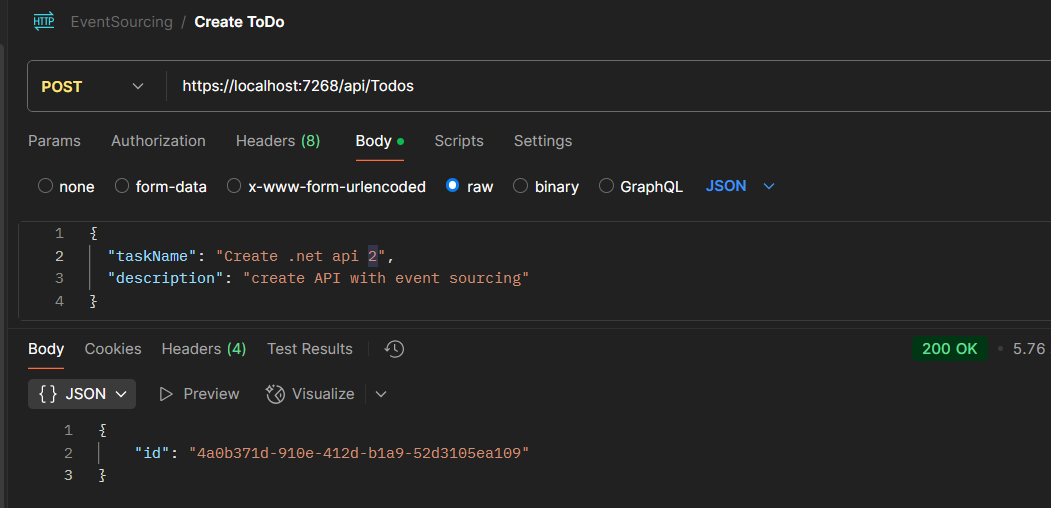 HTTP EventSourcing / Create ToDo
POST https://localhost:7268/api/Todos
Params Authorization Headers (8) Body Scripts Settings
none form-data x-www-form-urlencoded raw binary GraphQL JSON
1 {
2 "taskName": "Create .net api 2",
3 "description": "create API with event sourcing"
4 }
Body Cookies Headers (4) Test Results 200 OK • 5.76
{ } JSON Preview Visualize
1 {
2 "id": "4a0b371d-910e-412d-b1a9-52d3105ea109"
3 }